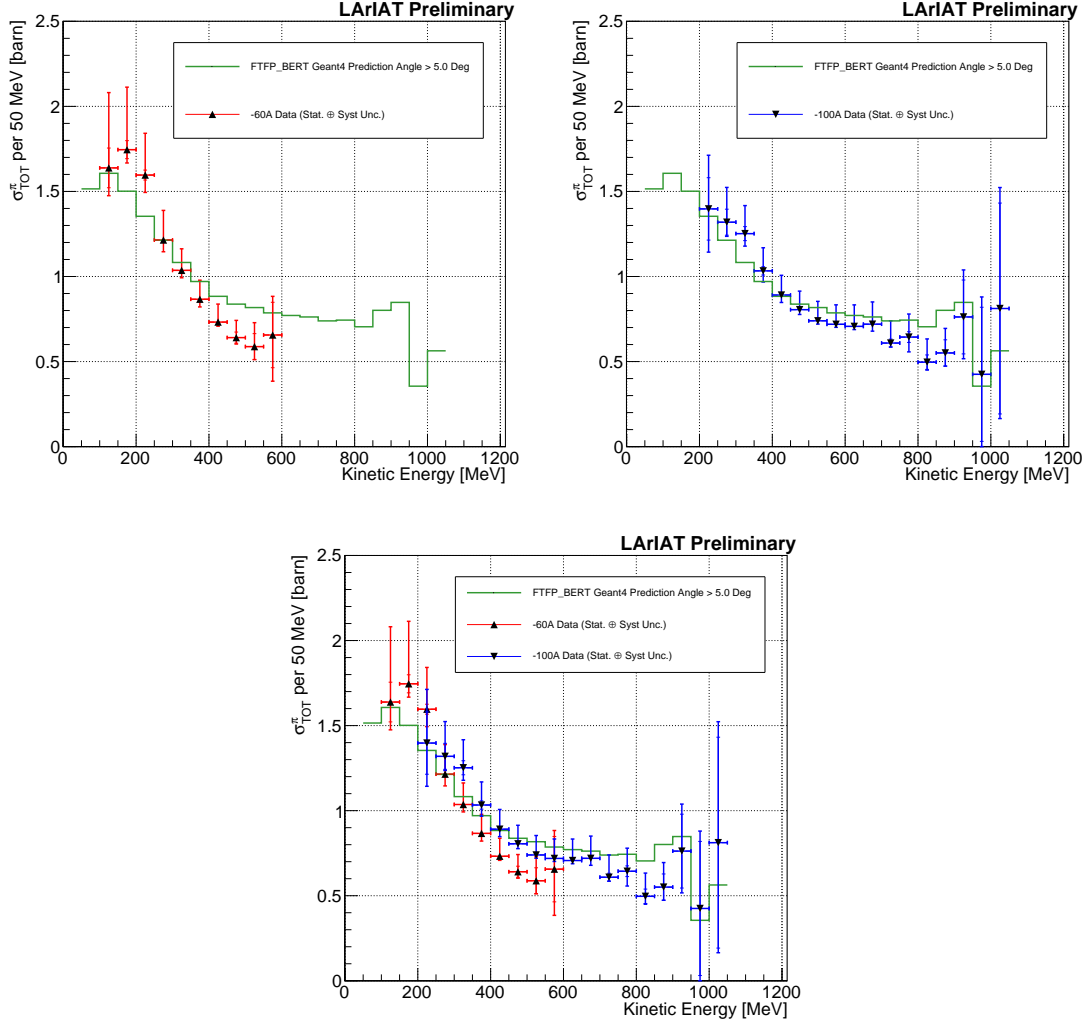 LArIAT Preliminary
σ^π_TOT per 50 MeV [barn]
2.5
2
1.5
1
0.5
0
FTFP_BERT Geant4 Prediction Angle > 5.0 Deg
-60A Data (Stat. ⊕ Syst Unc.)
0 200 400 600 800 1000 1200
Kinetic Energy [MeV]
LArIAT Preliminary
σ^π_TOT per 50 MeV [barn]
2.5
2
1.5
1
0.5
0
FTFP_BERT Geant4 Prediction Angle > 5.0 Deg
-100A Data (Stat. ⊕ Syst Unc.)
0 200 400 600 800 1000 1200
Kinetic Energy [MeV]
LArIAT Preliminary
σ^π_TOT per 50 MeV [barn]
2.5
2
1.5
1
0.5
0
FTFP_BERT Geant4 Prediction Angle > 5.0 Deg
-60A Data (Stat. ⊕ Syst Unc.)
-100A Data (Stat. ⊕ Syst Unc.)
0 200 400 600 800 1000 1200
Kinetic Energy [MeV]